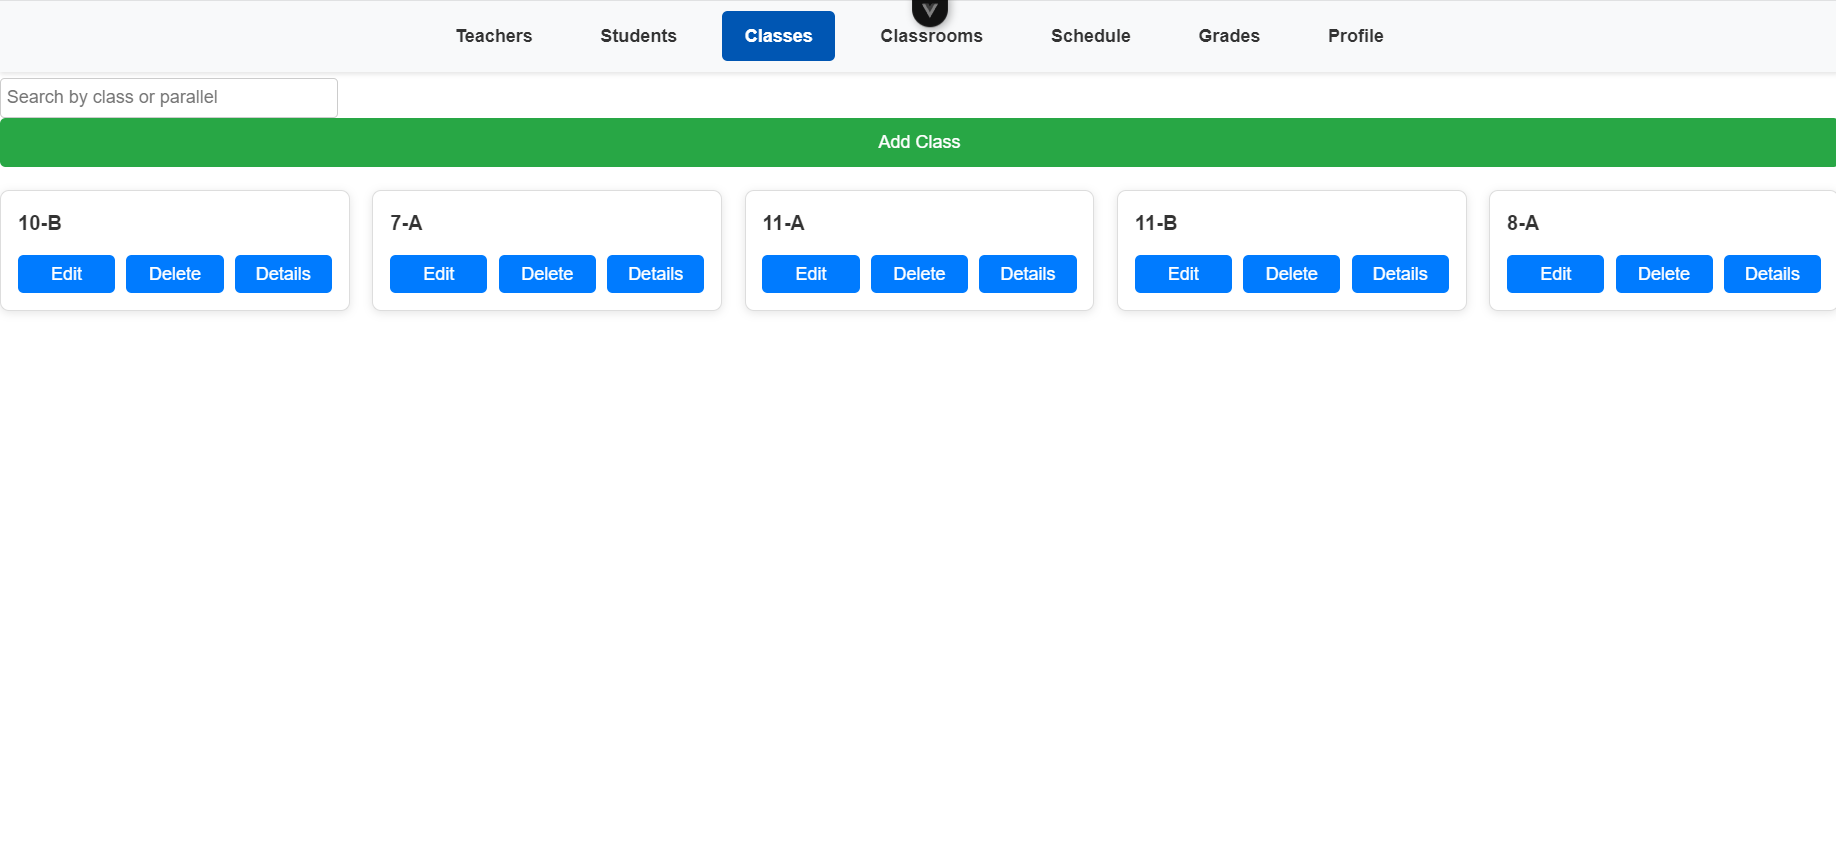 Teachers Students Classes Classrooms Schedule Grades Profile
Search by class or parallel
Add Class
10-B 7-A 11-A 11-B 8-A
Edit Delete Details Edit Delete Details Edit Delete Details Edit Delete Details Edit Delete Details